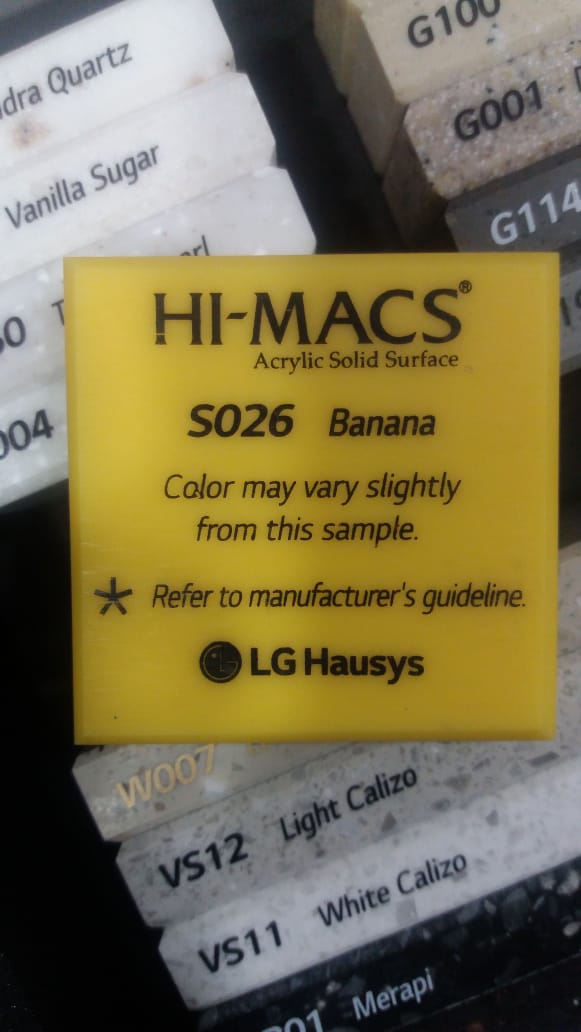 Quartz
Vanilla Sugar
G100
G001
G114
004
HI-MACS®
Acrylic Solid Surface
S026 Banana
Color may vary slightly
from this sample.
* Refer to manufacturer's guideline.
LG Hausys
W007
VS12 Light Calizo
VS11 White Calizo
Merapi